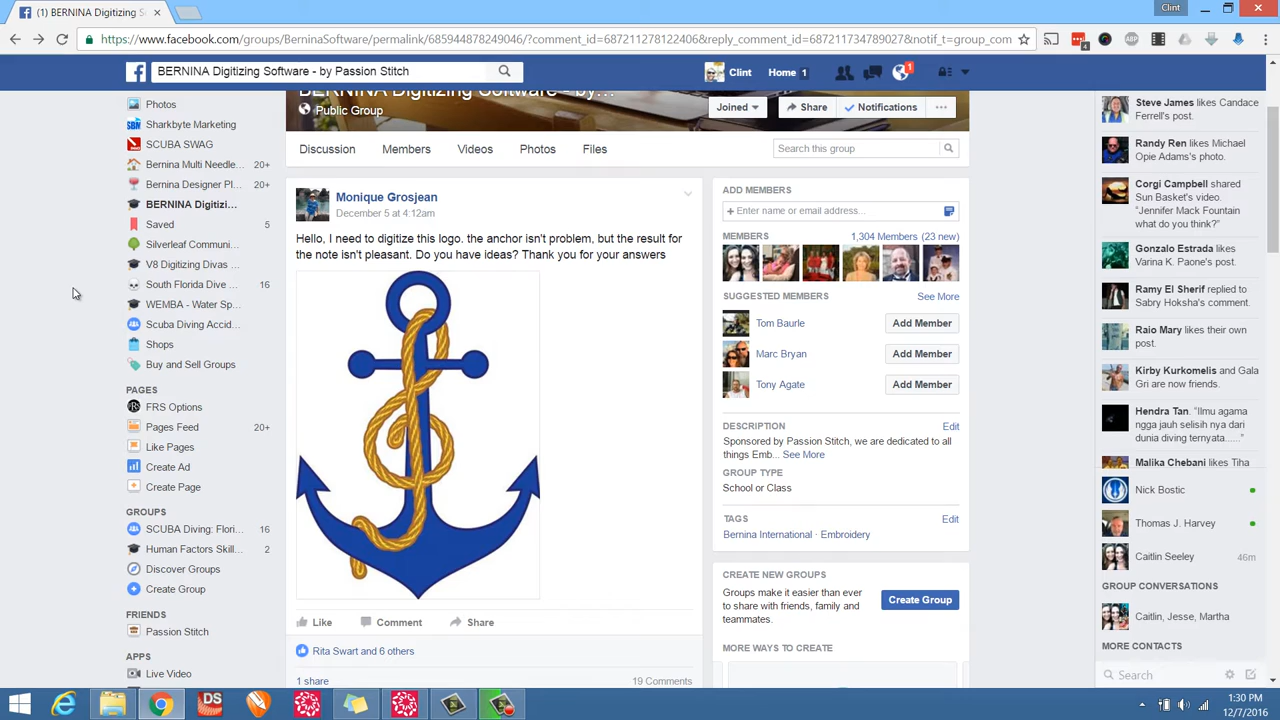 (1) BERNINA Digitizing S
Clint
https://www.facebook.com/groups/BerninaSoftware/permalink/685944878249046/?comment_id=687211278122406&reply_comment_id=687211734789027&notif_t=group_com
4
ABP
BERNINA Digitizing Software - by Passion Stitch
Clint
Home 1
1
BERNINA Digitizing Software - by...
Public Group
Joined
Share
Notifications
Discussion
Members
Videos
Photos
Files
Search this group
Photos
SBN
Sharkbyte Marketing
SCUBA SWAG
Bernina Multi Needle... 20+
Bernina Designer Pl... 20+
BERNINA Digitizi...
Saved 5
Silverleaf Communi...
V8 Digitizing Divas ...
South Florida Dive ... 16
WEMBA - Water Sp...
Scuba Diving Accid...
Shops
Buy and Sell Groups
PAGES
FRS Options
Pages Feed 20+
Like Pages
Create Ad
Create Page
GROUPS
SCUBA Diving: Flori... 16
Human Factors Skill... 2
Discover Groups
Create Group
FRIENDS
Passion Stitch
APPS
Live Video
Monique Grosjean
December 5 at 4:12am
Hello, I need to digitize this logo. the anchor isn't problem, but the result for
the note isn't pleasant. Do you have ideas? Thank you for your answers
Like
Comment
Share
Rita Swart and 6 others
1 share
19 Comments
ADD MEMBERS
+ Enter name or email address...
MEMBERS
1,304 Members (23 new)
SUGGESTED MEMBERS
See More
Tom Baurle
Add Member
Marc Bryan
Add Member
Tony Agate
Add Member
DESCRIPTION
Edit
Sponsored by Passion Stitch, we are dedicated to all
things Emb... See More
GROUP TYPE
School or Class
TAGS
Edit
Bernina International · Embroidery
CREATE NEW GROUPS
Groups make it easier than ever
to share with friends, family and
teammates.
Create Group
MORE WAYS TO CREATE
Steve James likes Candace
Ferrell's post.
Randy Ren likes Michael
Opie Adams's photo.
Corgi Campbell shared
Sun Basket's video.
"Jennifer Mack Fountain
what do you think?"
Gonzalo Estrada likes
Varina K. Paone's post.
Ramy El Sherif replied to
Sabry Hoksha's comment.
Raio Mary likes their own
post.
Kirby Kurkomelis and Gala
Gri are now friends.
Hendra Tan. "Ilmu agama
ngga jauh selisih nya dari
dunia diving ternyata.....”
Malika Chebani likes Tiha
Nick Bostic
Thomas J. Harvey
Caitlin Seeley 46m
GROUP CONVERSATIONS
Caitlin, Jesse, Martha
MORE CONTACTS
Search
DS
1:30 PM
12/7/2016